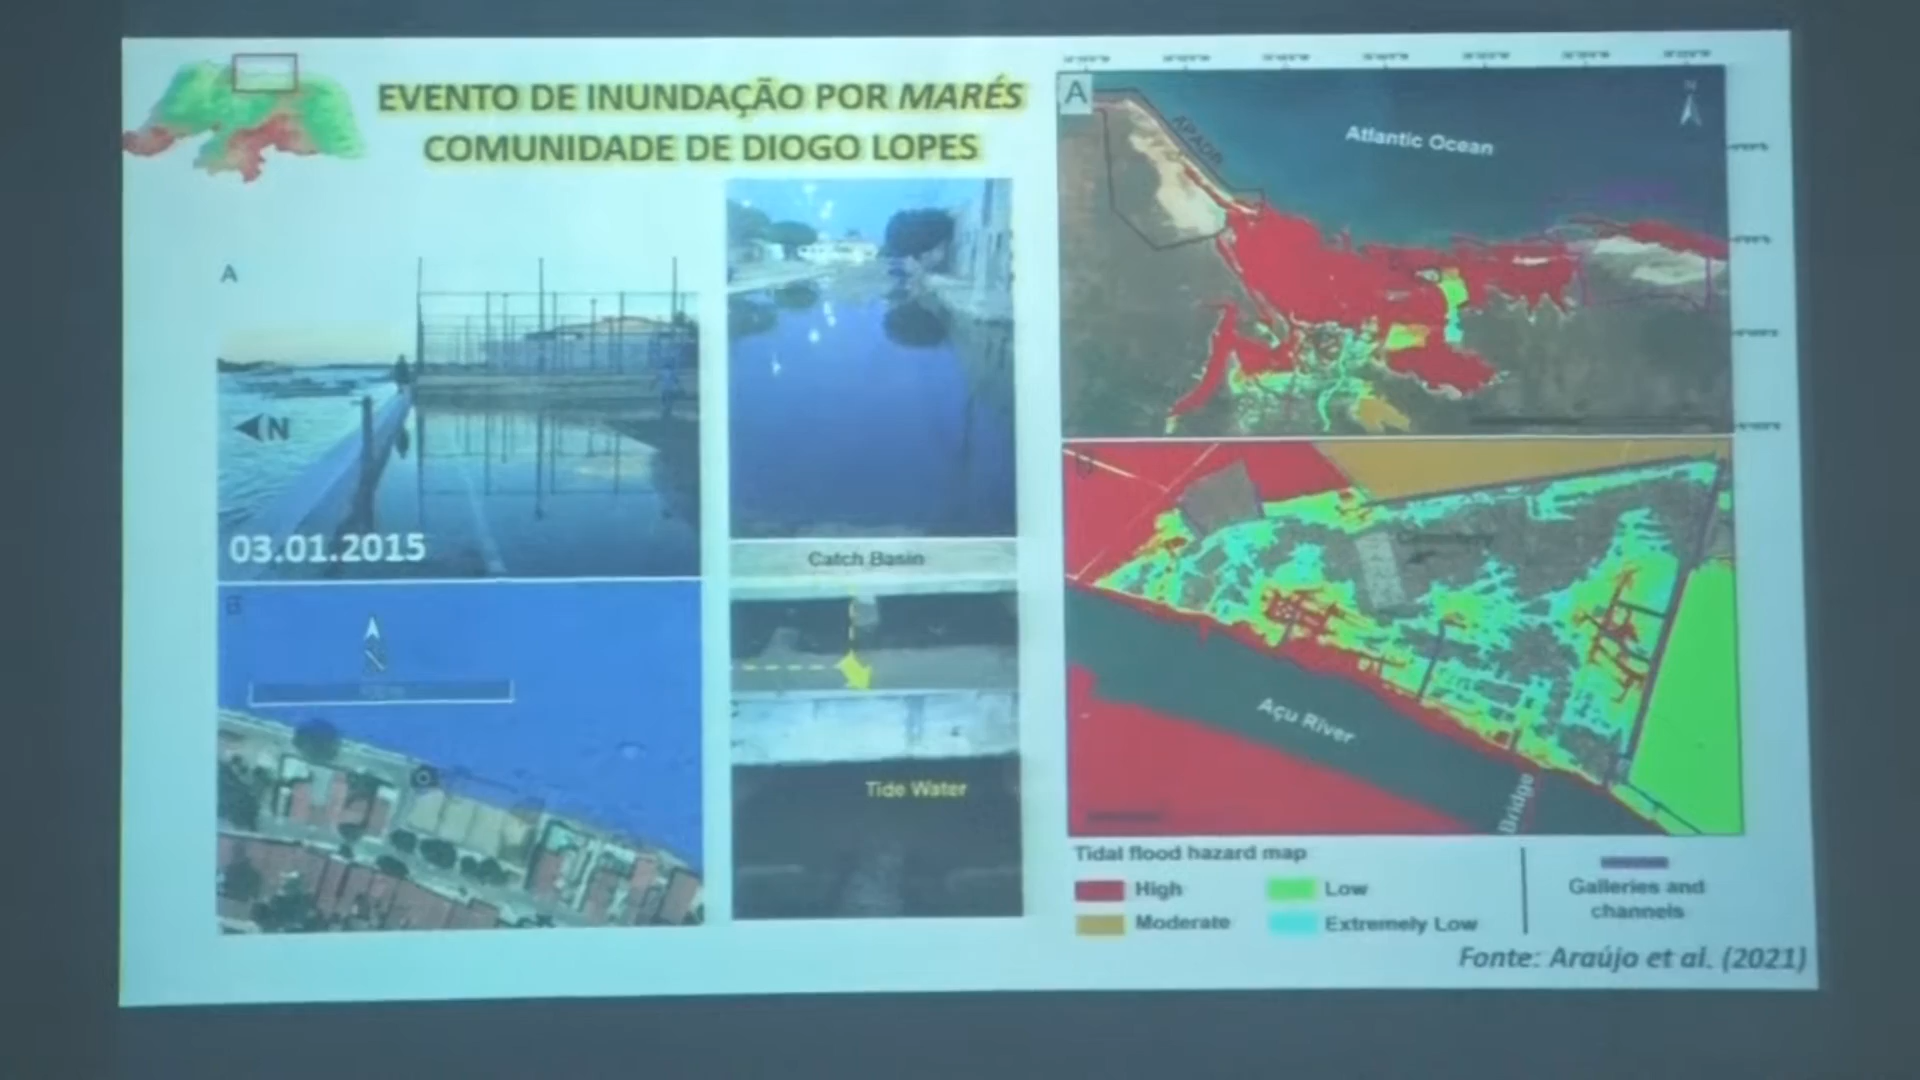 EVENTO DE INUNDAÇÃO POR MARÉS
COMUNIDADE DE DIOGO LOPES
A
N
03.01.2015
B
N
Catch Basin
Tide Water
A
Atlantic Ocean
N
Açu River
Bridge
Tidal flood hazard map
High
Low
Moderate
Extremely Low
Galleries and
channels
Fonte: Araújo et al. (2021)